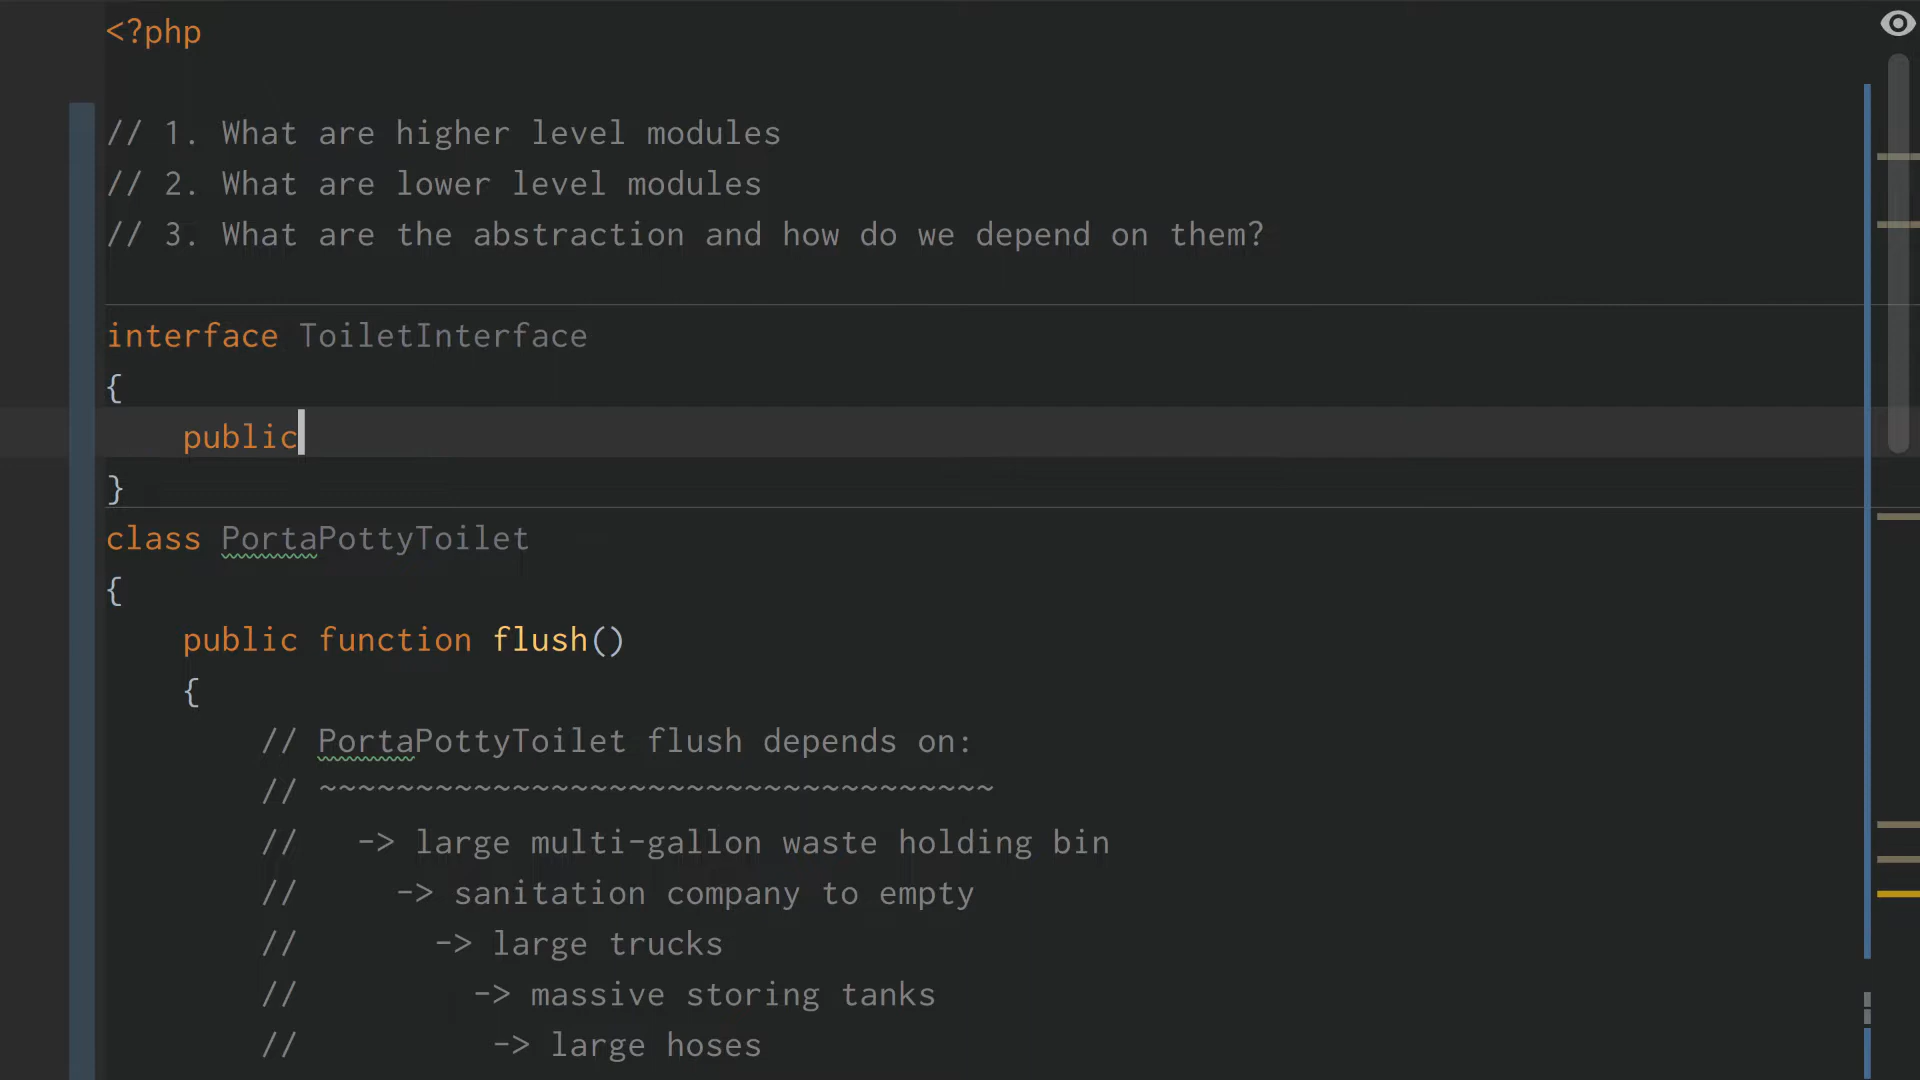 <?php
// 1. What are higher level modules
// 2. What are lower level modules
// 3. What are the abstraction and how do we depend on them?
interface ToiletInterface
{
public
}
class PortaPottyToilet
{
public function flush()
{
// PortaPottyToilet flush depends on:
// ~~~~~~~~~~~~~~~~~~~~~~~~~~~~~~~~~~~
// -> large multi-gallon waste holding bin
// -> sanitation company to empty
// -> large trucks
// -> massive storing tanks
// -> large hoses